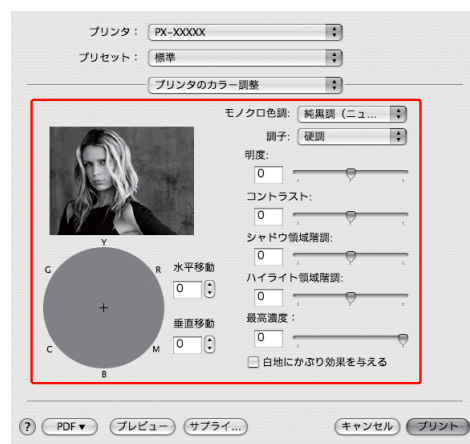 プリンタ： PX-XXXXX
プリセット： 標準
プリンタのカラー調整
モノクロ色調: 純黒調（ニュ...
調子: 硬調
明度:
0
コントラスト:
0
シャドウ領域階調:
0
ハイライト領域階調:
0
最高濃度：
0
白地にかぶり効果を与える
Y
G
R
C
M
B
水平移動
0
垂直移動
0
? PDF▼ プレビュー サプライ... キャンセル プリント